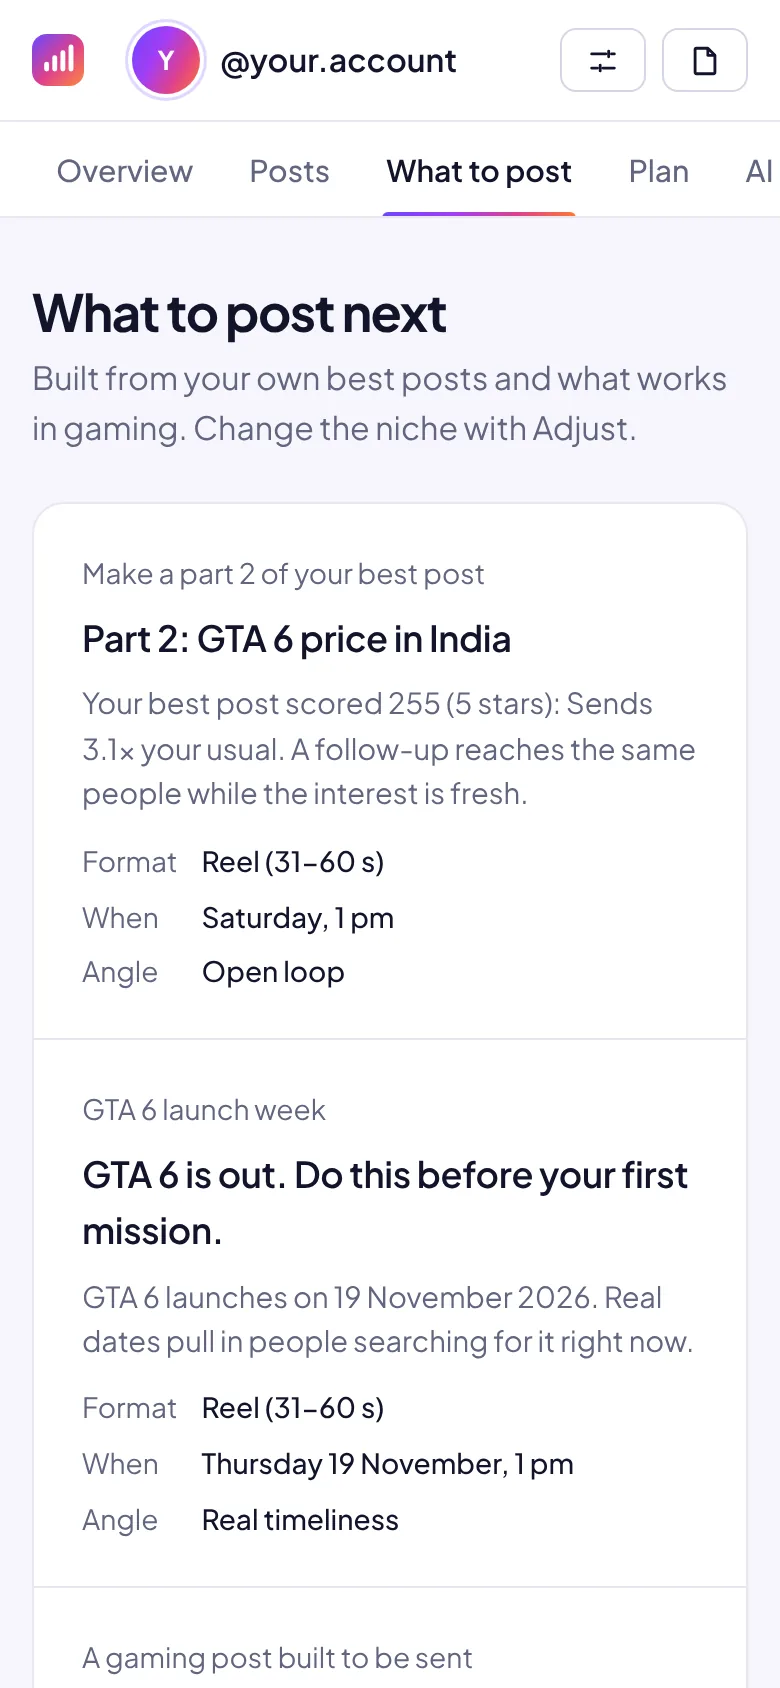 Y
@your.account
Overview Posts What to post Plan AI
What to post next
Built from your own best posts and what works
in gaming. Change the niche with Adjust.
Make a part 2 of your best post
Part 2: GTA 6 price in India
Your best post scored 255 (5 stars): Sends
3.1× your usual. A follow-up reaches the same
people while the interest is fresh.
Format Reel (31–60 s)
When Saturday, 1 pm
Angle Open loop
GTA 6 launch week
GTA 6 is out. Do this before your first
mission.
GTA 6 launches on 19 November 2026. Real
dates pull in people searching for it right now.
Format Reel (31–60 s)
When Thursday 19 November, 1 pm
Angle Real timeliness
A gaming post built to be sent